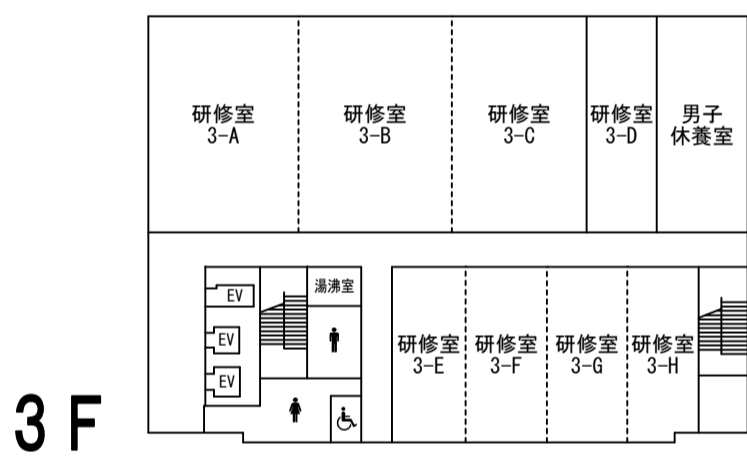 研修室
3-A
研修室
3-B
研修室
3-C
研修室
3-D
男子
休養室
EV
EV
EV
湯沸室
研修室
3-E
研修室
3-F
研修室
3-G
研修室
3-H
3F